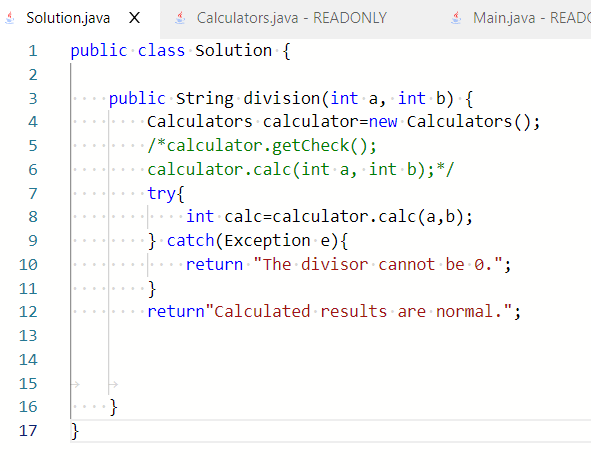 Solution.java X Calculators.java - READONLY Main.java - READO
1 public class Solution {
2
3 public String division(int a, int b) {
4 Calculators calculator=new Calculators();
5 /*calculator.getCheck();
6 calculator.calc(int a, int b);*/
7 try{
8 int calc=calculator.calc(a,b);
9 } catch(Exception e){
10 return "The divisor cannot be 0.";
11 }
12 return"Calculated results are normal.";
13
14
15
16 }
17 }